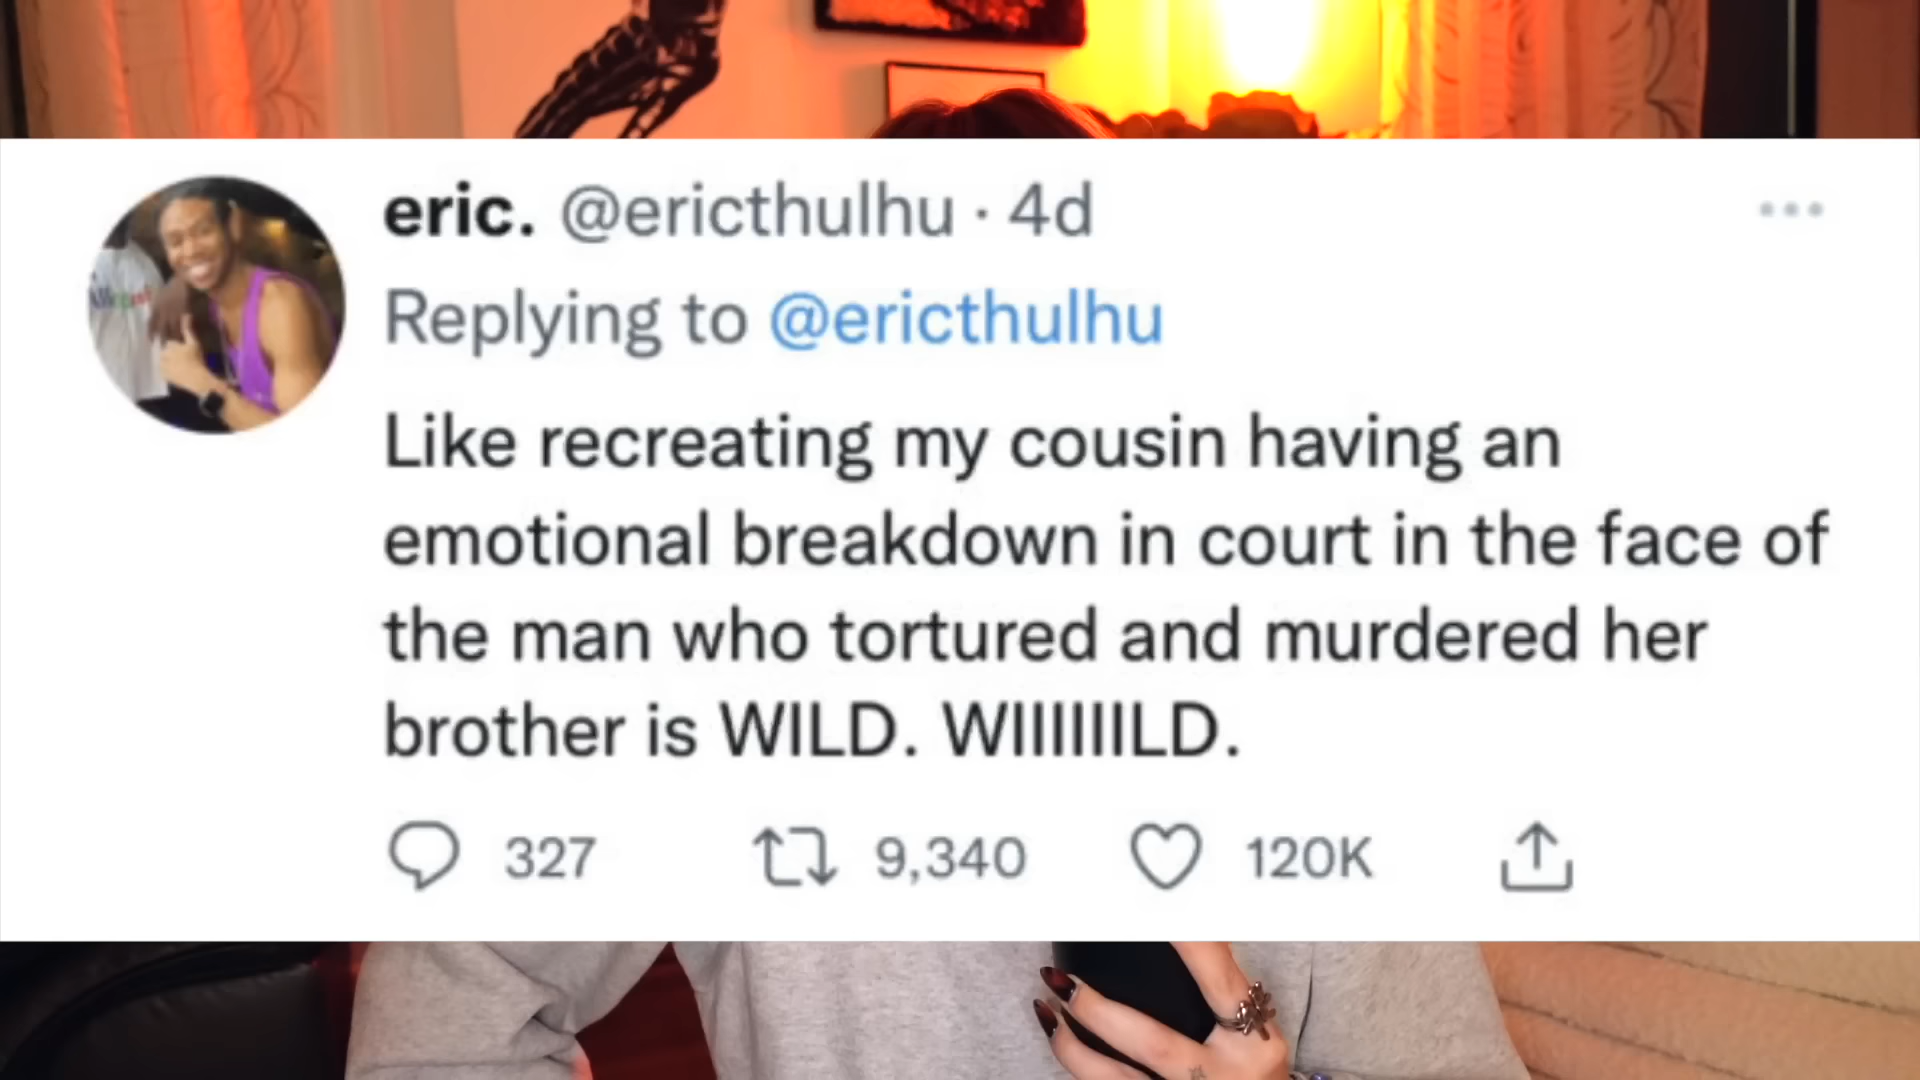 eric. @ericthulhu · 4d
Replying to @ericthulhu
Like recreating my cousin having an
emotional breakdown in court in the face of
the man who tortured and murdered her
brother is WILD. WIIIIIIILD.
327 9,340 120K